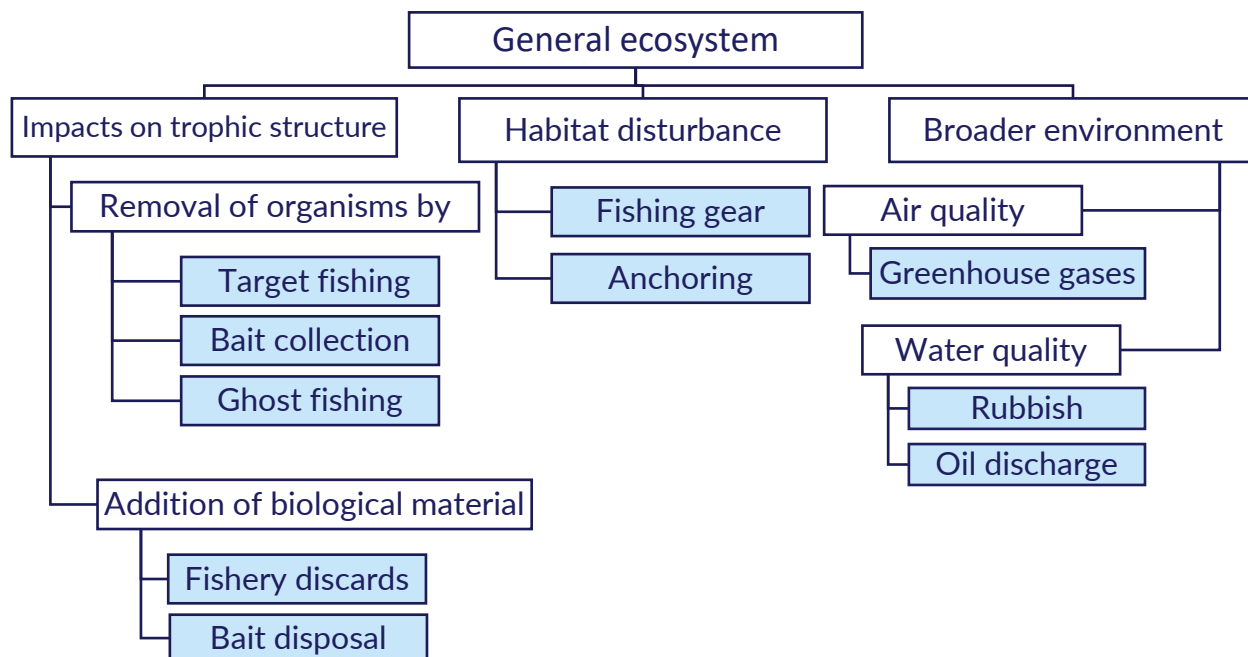 General ecosystem
Impacts on trophic structure
Removal of organisms by
Target fishing
Bait collection
Ghost fishing
Addition of biological material
Fishery discards
Bait disposal
Habitat disturbance
Fishing gear
Anchoring
Broader environment
Air quality
Greenhouse gases
Water quality
Rubbish
Oil discharge